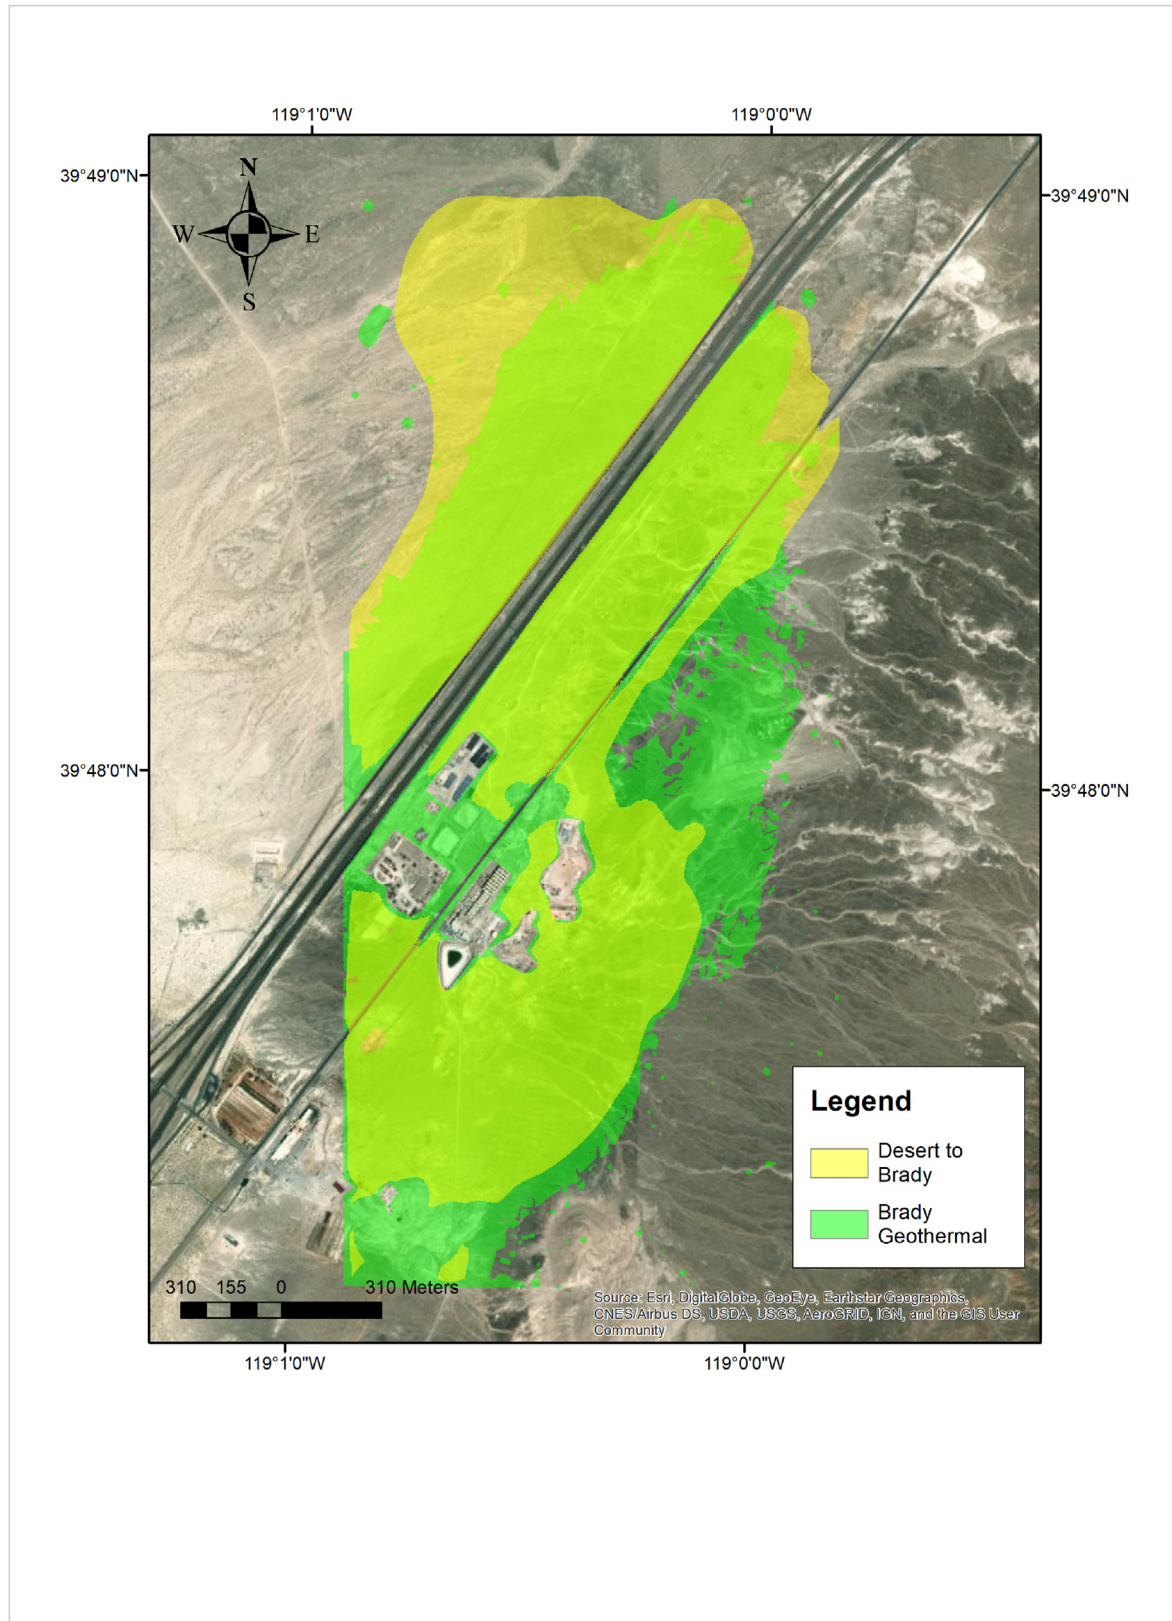 119°1'0"W
119°0'0"W
39°49'0"N
39°49'0"N
N
W
E
S
39°48'0"N
39°48'0"N
Legend
Desert to
Brady
Brady
Geothermal
310 155 0 310 Meters
Source: Esri, DigitalGlobe, GeoEye, Earthstar Geographics,
CNES/Airbus DS, USDA, USGS, AeroGRID, IGN, and the GIS User
Community
119°1'0"W
119°0'0"W